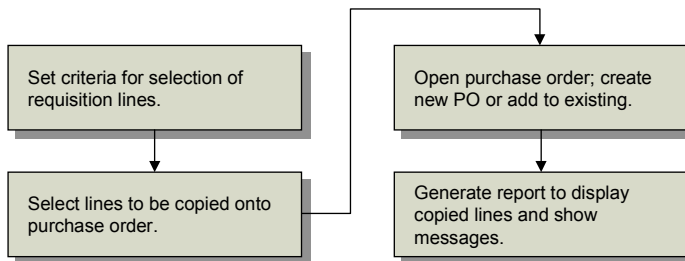 Set criteria for selection of
requisition lines.
Select lines to be copied onto
purchase order.
Open purchase order; create
new PO or add to existing.
Generate report to display
copied lines and show
messages.